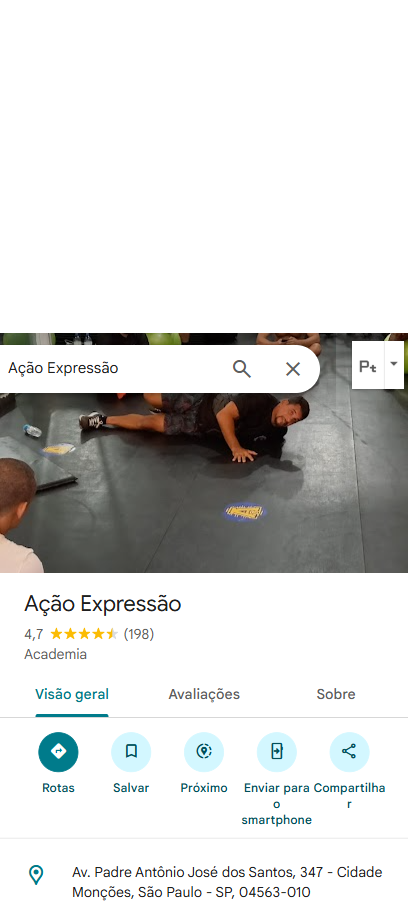 Ação Expressão
Pt
Ação Expressão
4,7 (198)
Academia
Visão geral Avaliações Sobre
Rotas Salvar Próximo Enviar para Compartilha
o r
smartphone
Av. Padre Antônio José dos Santos, 347 - Cidade
Monções, São Paulo - SP, 04563-010